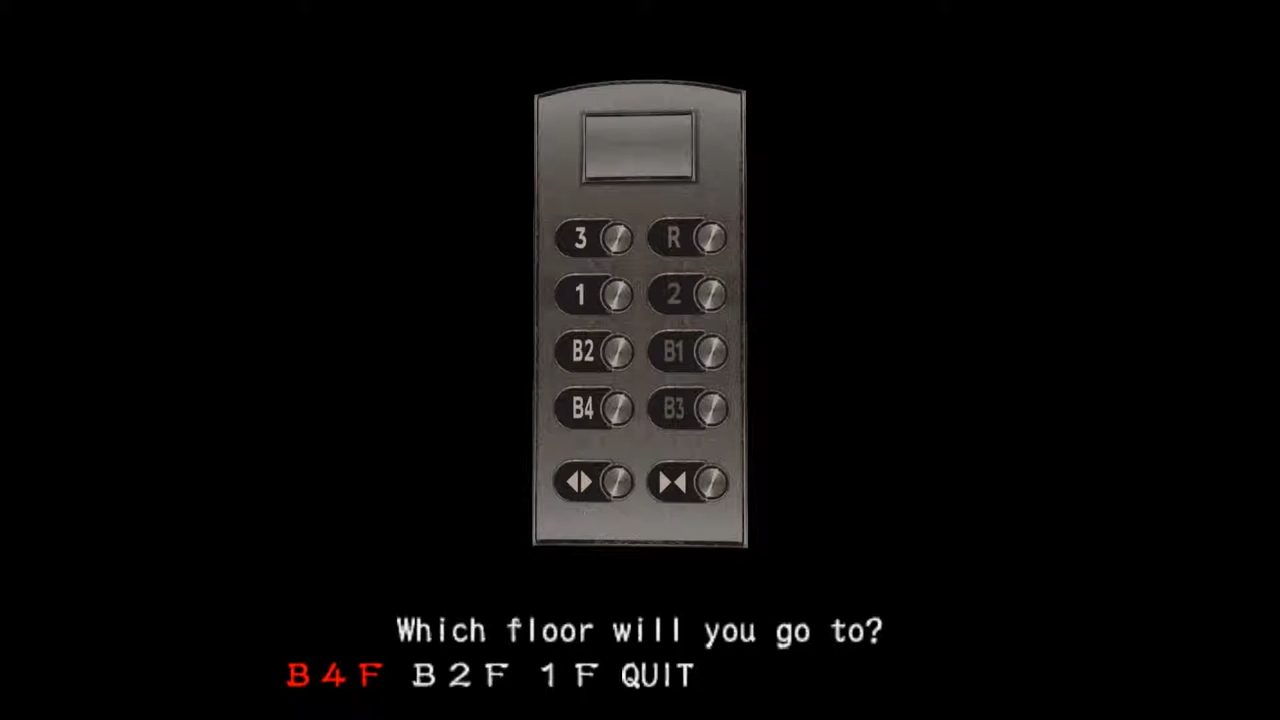 3 R
1 2
B2 B1
B4 B3
Which floor will you go to?
B4F B2F 1F QUIT